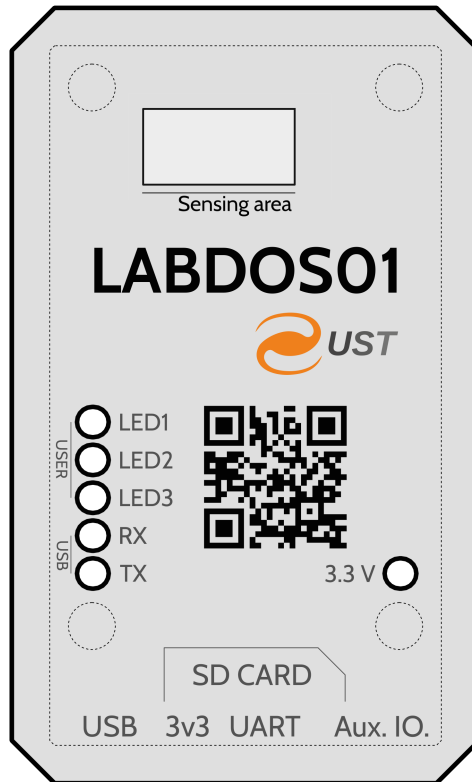 Sensing area
LABDOS01
UST
USER
LED1
LED2
LED3
USB
RX
TX
3.3 V
SD CARD
USB 3v3 UART Aux. IO.